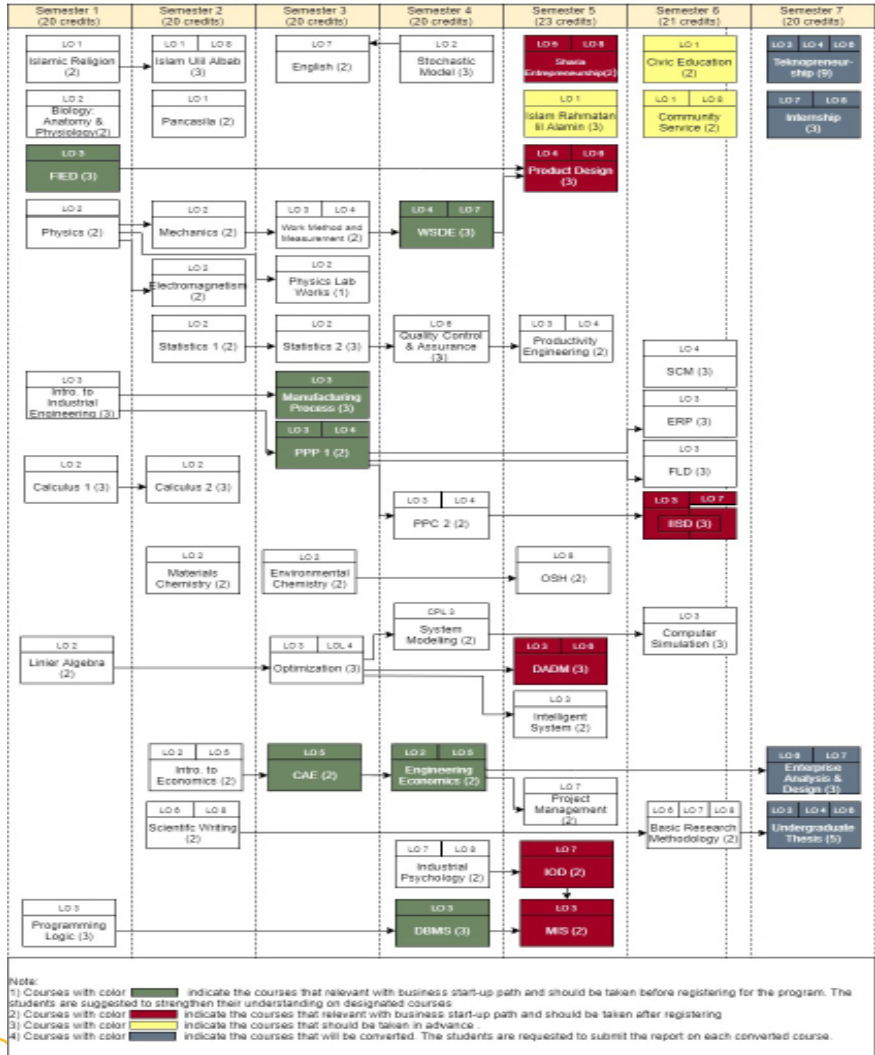 Semester 1
(20 credits)
Semester 2
(20 credits)
Semester 3
(20 credits)
Semester 4
(20 credits)
Semester 5
(23 credits)
Semester 6
(21 credits)
Semester 7
(20 credits)
LO 1
Islamic Religion
(2)
LO 1 LO 8
Islam Ulil Albab
(3)
LO 7
English (2)
LO 2
Stochastic
Model (3)
LO 5 LO 8
Sharia
Entrepreneurship(2)
LO 1
Civic Education
(2)
LO 3 LO 4 LO 6
Teknopreneur-
ship (9)
LO 2
Biology:
Anatomy &
Physiology(2)
LO 1
Pancasila (2)
LO 1
Islam Rahmatan
lil Alamin (3)
LO 1 LO 8
Community
Service (2)
LO 7 LO 8
Internship
(3)
LO 3
FIED (3)
LO 4 LO 6
Product Design
(3)
LO 2
Physics (2)
LO 2
Mechanics (2)
LO 3 LO 4
Work Method and
Measurement (2)
LO 4 LO 7
WSDE (3)
LO 2
Electromagnetism
(2)
LO 2
Physics Lab
Works (1)
LO 2
Statistics 1 (2)
LO 2
Statistics 2 (3)
LO 6
Quality Control
& Assurance
(3)
LO 3 LO 4
Productivity
Engineering (2)
LO 4
SCM (3)
LO 3
Intro. to
Industrial
Engineering (3)
LO 3
Manufacturing
Process (3)
LO 3
ERP (3)
LO 3 LO 4
PPP 1 (2)
LO 3
FLD (3)
LO 2
Calculus 1 (3)
LO 2
Calculus 2 (3)
LO 3 LO 4
PPC 2 (2)
LO 3 LO 7
IISD (3)
LO 2
Materials
Chemistry (2)
LO 2
Environmental
Chemistry (2)
LO 8
OSH (2)
CPL 3
System
Modeling (2)
LO 3
Computer
Simulation (3)
LO 2
Linier Algebra
(2)
LO 3 LOL 4
Optimization (3)
LO 3 LO 6
DADM (3)
LO 3
Intelligent
System (2)
LO 2 LO 5
Intro. to
Economics (2)
LO 5
CAE (2)
LO 2 LO 5
Engineering
Economics (2)
LO 7
Enterprise
Analysis &
Design (3)
LO 7
Project
Management
(2)
LO 6 LO 8
Scientifc Writing
(2)
LO 6 LO 7 LO 8
Basic Research
Methodology (2)
LO 3 LO 4 LO 6
Undergraduate
Thesis (5)
LO 7 LO 8
Industrial
Psychology (2)
LO 7
IOD (2)
LO 3
Programming
Logic (3)
LO 3
DBMS (3)
LO 3
MIS (2)
Note:
1) Courses with color indicate the courses that relevant with business start-up path and should be taken before registering for the program. The
students are suggested to strengthen their understanding on designated courses
2) Courses with color indicate the courses that relevant with business start-up path and should be taken after registering
3) Courses with color indicate the courses that should be taken in advance .
4) Courses with color indicate the courses that will be converted. The students are requested to submit the report on each converted course.